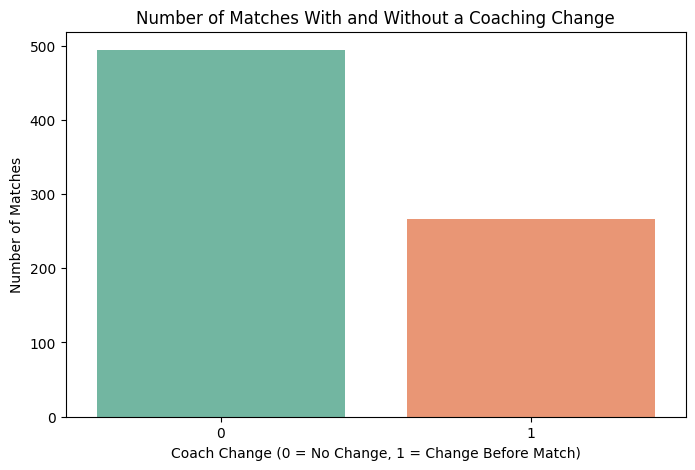 Number of Matches With and Without a Coaching Change
Number of Matches
500
400
300
200
100
0
0
1
Coach Change (0 = No Change, 1 = Change Before Match)